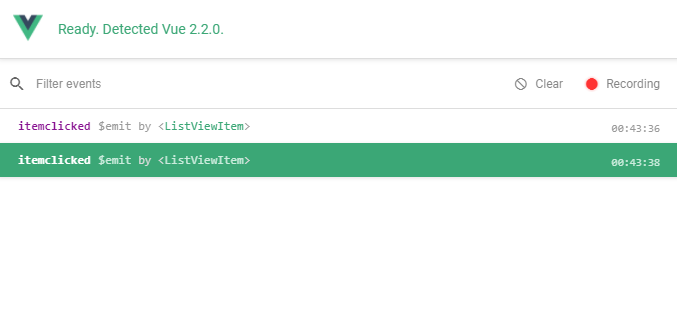 Ready. Detected Vue 2.2.0.
Filter events Clear Recording
itemclicked $emit by <ListViewItem> 00:43:36
itemclicked $emit by <ListViewItem> 00:43:38